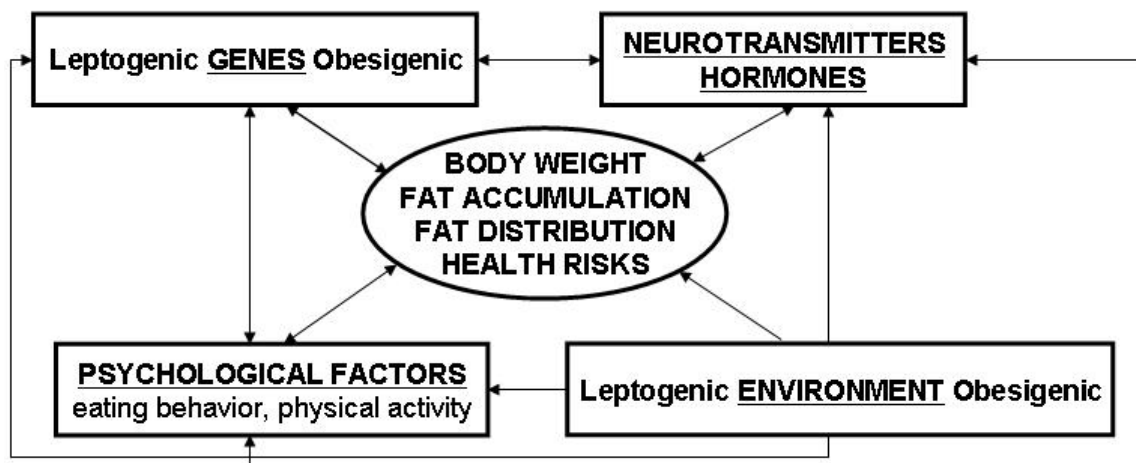 Leptogenic GENES Obesigenic
NEUROTRANSMITTERS
HORMONES
BODY WEIGHT
FAT ACCUMULATION
FAT DISTRIBUTION
HEALTH RISKS
PSYCHOLOGICAL FACTORS
eating behavior, physical activity
Leptogenic ENVIRONMENT Obesigenic